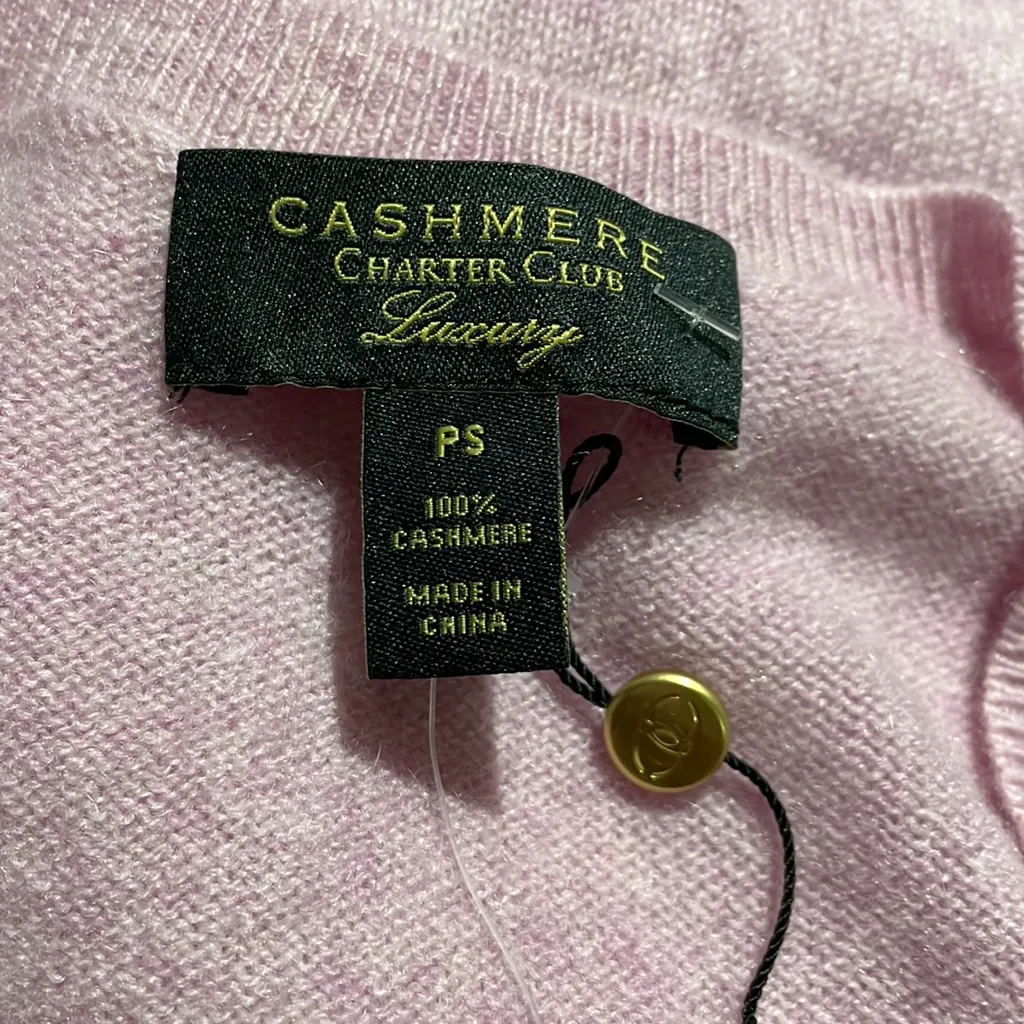 CASHMERE
CHARTER CLUB
Luxury
PS
100%
CASHMERE
MADE IN
CHINA